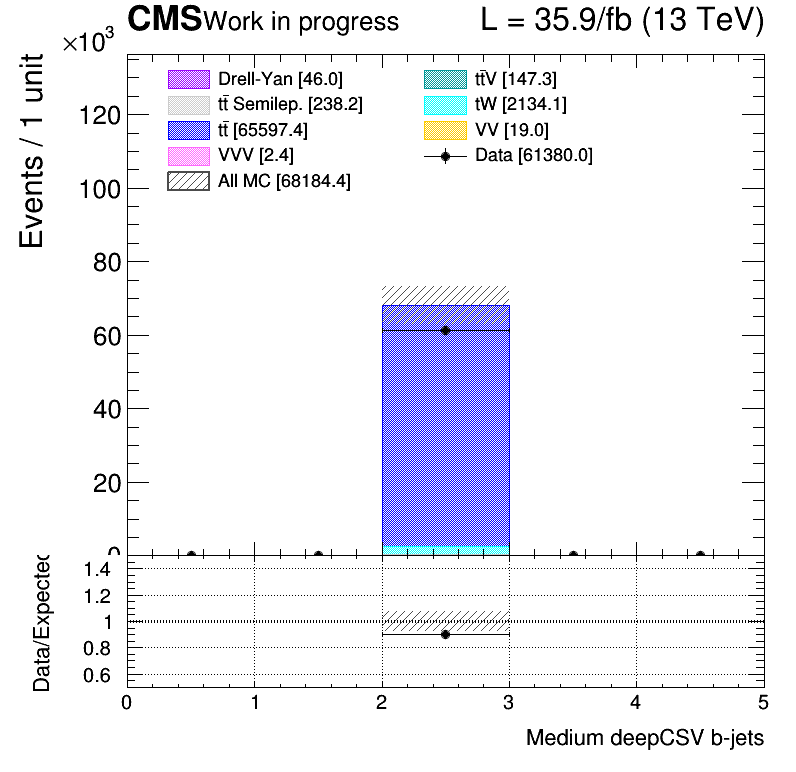 CMS Work in progress L = 35.9/fb (13 TeV)
×10³
Events / 1 unit
Drell-Yan [46.0] tt̄V [147.3]
tt̄ Semilep. [238.2] tW [2134.1]
tt̄ [65597.4] VV [19.0]
VVV [2.4] Data [61380.0]
All MC [68184.4]
120
100
80
60
40
20
0
Data/Expected
1.4
1.2
1
0.8
0.6
0 1 2 3 4 5
Medium deepCSV b-jets